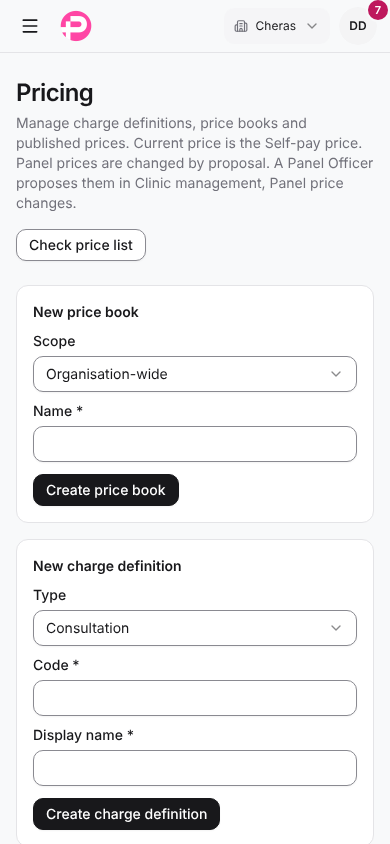 Cheras
DD
7
Pricing
Manage charge definitions, price books and
published prices. Current price is the Self-pay price.
Panel prices are changed by proposal. A Panel Officer
proposes them in Clinic management, Panel price
changes.
Check price list
New price book
Scope
Organisation-wide
Name *
Create price book
New charge definition
Type
Consultation
Code *
Display name *
Create charge definition